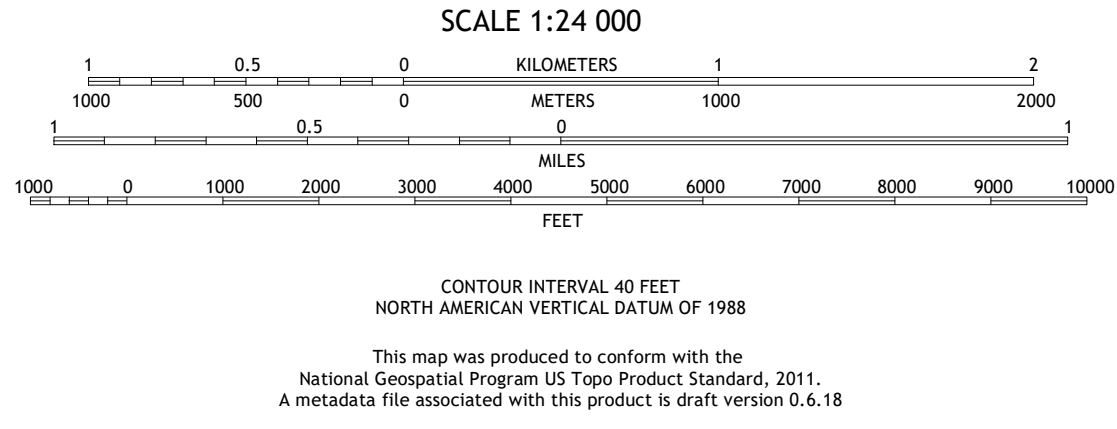 SCALE 1:24 000
1 0.5 0 KILOMETERS 1 2
1000 500 0 METERS 1000 2000
1 0.5 0 1
MILES
1000 0 1000 2000 3000 4000 5000 6000 7000 8000 9000 10000
FEET
CONTOUR INTERVAL 40 FEET
NORTH AMERICAN VERTICAL DATUM OF 1988
This map was produced to conform with the
National Geospatial Program US Topo Product Standard, 2011.
A metadata file associated with this product is draft version 0.6.18